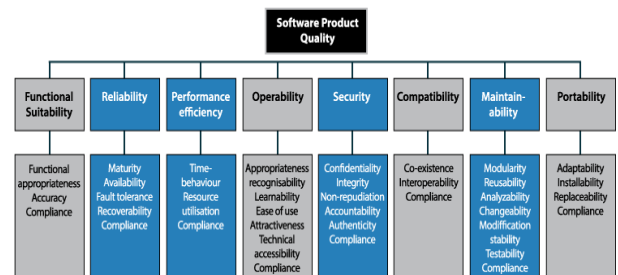 Software Product
Quality
Functional
Suitability
Reliability
Performance
efficiency
Operability
Security
Compatibility
Maintain-
ability
Portability
Functional
appropriateness
Accuracy
Compliance
Maturity
Availability
Fault tolerance
Recoverability
Compliance
Time-
behaviour
Resource
utilisation
Compliance
Appropriateness
recognisability
Learnability
Ease of use
Attractiveness
Technical
accessibility
Compliance
Confidentiality
Integrity
Non-repudiation
Accountability
Authenticity
Compliance
Co-existence
Interoperability
Compliance
Modularity
Reusability
Analyzability
Changeablity
Modification
stability
Testability
Compliance
Adaptability
Installability
Replaceability
Compliance